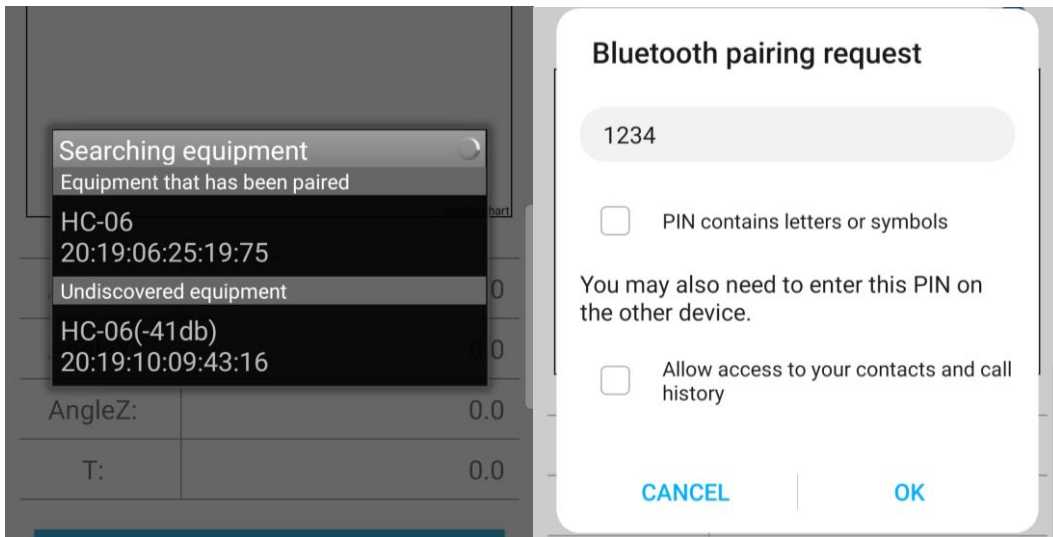 Searching equipment
Equipment that has been paired
HC-06
20:19:06:25:19:75
Undiscovered equipment
HC-06(-41db)
20:19:10:09:43:16
0
0.0
AngleZ: 0.0
T: 0.0
Bluetooth pairing request
1234
PIN contains letters or symbols
You may also need to enter this PIN on
the other device.
Allow access to your contacts and call
history
CANCEL OK